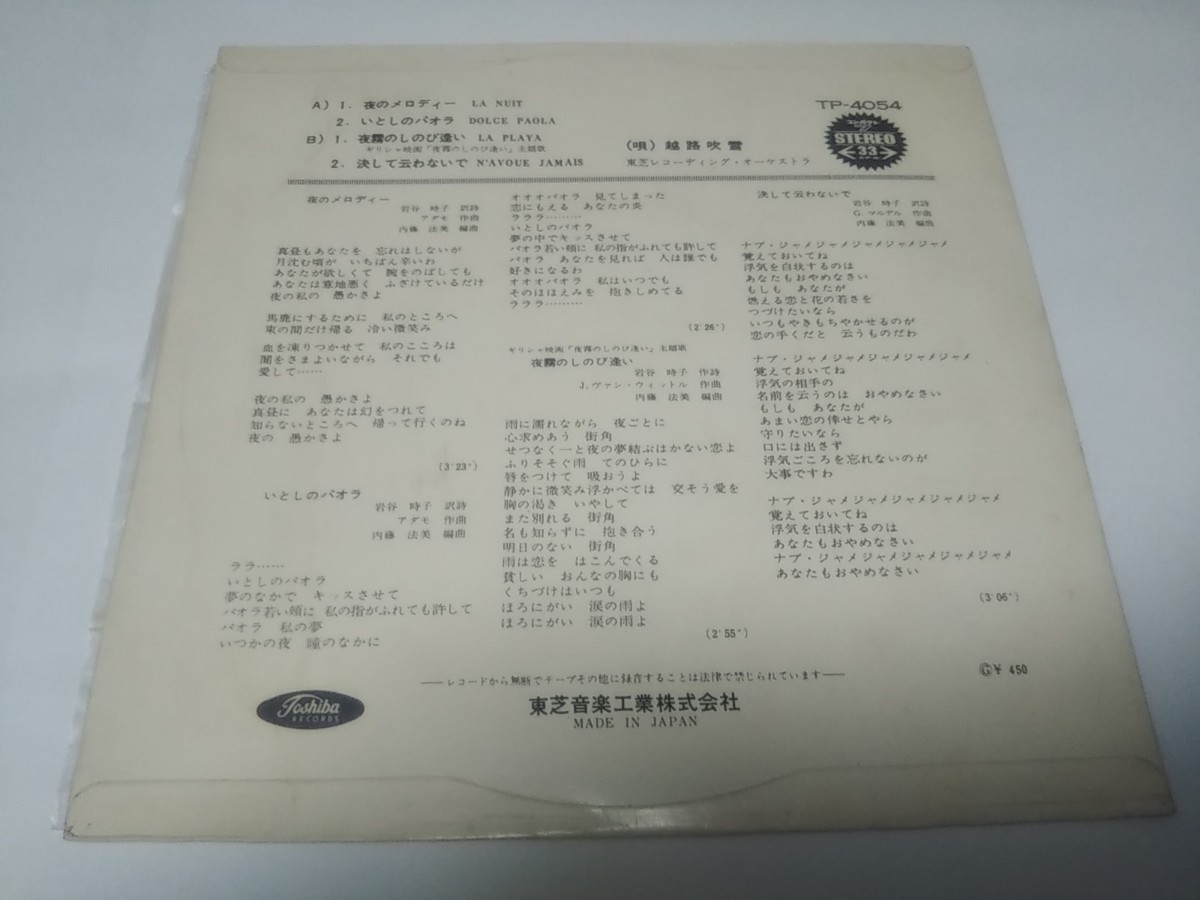 A) 1. 夜のメロディー LA NUIT
2. いとしのパオラ DOLCE PAOLA
B) 1. 夜霧のしのび逢い LA PLAYA
ギリシャ映画「夜霧のしのび逢い」主題歌
2. 決して云わないで N'AVOUE JAMAIS
(唄) 越路吹雪
東芝レコーディング・オーケストラ
TP-4054
STEREO
33
夜のメロディー
岩谷 時子 訳詩
アダモ 作曲
内藤 法美 編曲
真昼もあなたを 忘れはしないが
月沈む頃が いちばん辛いわ
あなたが欲しくて 腕をのばしても
あなたは意地悪く ふざけているだけ
夜の私の 愚かさよ
馬鹿にするために 私のところへ
束の間だけ帰る 冷い微笑み
血を凍りつかせて 私のこころは
闇をさまよいながら それでも
愛して……
夜の私の 愚かさよ
真昼に あなたは幻をつれて
知らないところへ 帰って行くのね
夜の 愚かさよ
(3'23")
いとしのパオラ
岩谷 時子 訳詩
アダモ 作曲
内藤 法美 編曲
ララ……
いとしのパオラ
夢のなかで キッスさせて
パオラ若い頬に 私の指がふれても許して
パオラ 私の夢
いつかの夜 瞳のなかに
オオオパオラ 見てしまった
恋にもえる あなたの炎
ラララ………
いとしのパオラ
夢の中でキッスさせて
パオラ若い頬に 私の指がふれても許して
パオラ あなたを見れば 人は誰でも
好きになるわ
オオオパオラ 私はいつでも
そのほほえみを 抱きしめてる
ラララ………
(2'26")
ギリシャ映画「夜霧のしのび逢い」主題歌
夜霧のしのび逢い
岩谷 時子 作詩
J.ヴァン・ウィットル 作曲
内藤 法美 編曲
雨に濡れながら 夜ごとに
心求めあう 街角
せつなく一と夜の夢結ぶはかない恋よ
ふりそそぐ雨 てのひらに
唇をつけて 吸おうよ
静かに微笑み浮かべては 交そう愛を
胸の渇き いやして
また別れる 街角
名も知らずに 抱き合う
明日のない 街角
雨は恋を はこんでくる
貧しい おんなの胸にも
くちづけはいつも
ほろにがい 涙の雨よ
ほろにがい 涙の雨よ
(2'55")
決して云わないで
岩谷 時子 訳詩
G.マルデル 作曲
内藤 法美 編曲
ナブ・ジャメジャメジャメジャメジャメ
覚えておいてね
浮気を白状するのは
あなたもおやめなさい
もしも あなたが
燃える恋と花の若さを
つづけたいなら
いつもやきもちやかせるのが
恋の手くだと 云うものだわ
ナブ・ジャメジャメジャメジャメジャメ
覚えておいてね
浮気の相手の
名前を云うのは おやめなさい
もしも あなたが
あまい恋の倖せとやら
守りたいなら
口には出さず
浮気ごころを忘れないのが
大事ですわ
ナブ・ジャメジャメジャメジャメジャメ
覚えておいてね
浮気を白状するのは
あなたもおやめなさい
ナブ・ジャメジャメジャメジャメジャメ
あなたもおやめなさい
(3'06")
——レコードから無断でテープその他に録音することは法律で禁じられています——
Ⓖ¥ 450
Toshiba
RECORDS
東芝音楽工業株式会社
MADE IN JAPAN